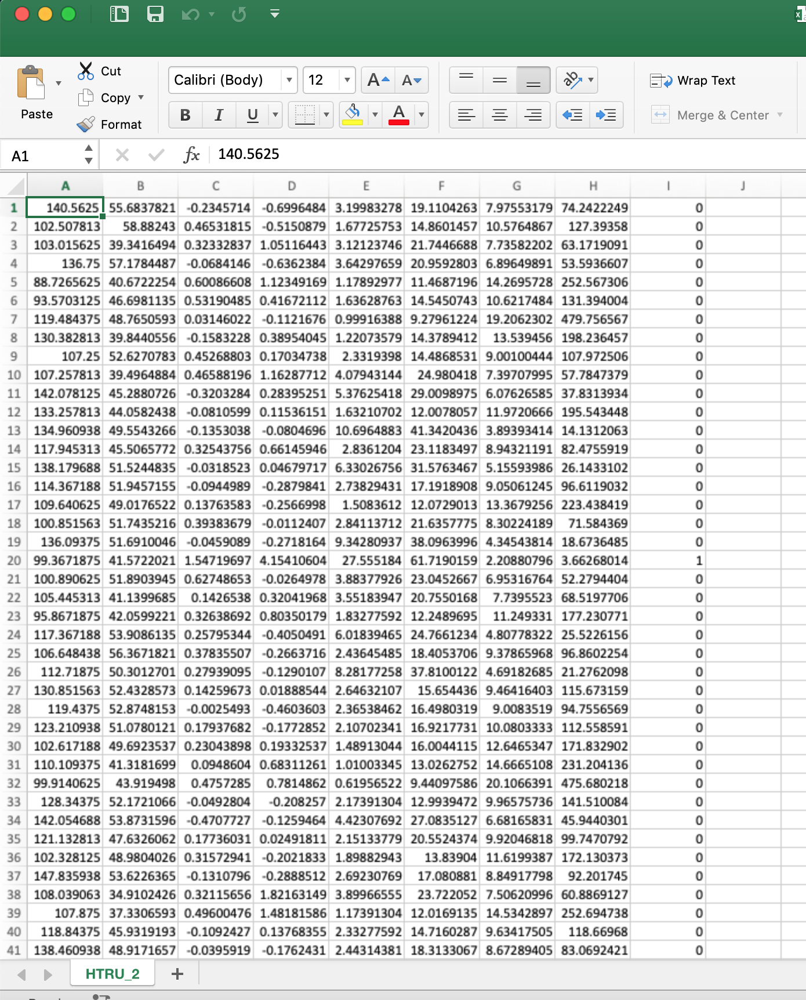 Paste
Cut
Copy
Format
Calibri (Body) 12 A A
B I U A
ab
Wrap Text
Merge & Center
A1 fx 140.5625
A B C D E F G H I J
1 140.5625 55.6837821 -0.2345714 -0.6996484 3.19983278 19.1104263 7.97553179 74.2422249 0
2 102.507813 58.88243 0.46531815 -0.5150879 1.67725753 14.8601457 10.5764867 127.39358 0
3 103.015625 39.3416494 0.32332837 1.05116443 3.12123746 21.7446688 7.73582202 63.1719091 0
4 136.75 57.1784487 -0.0684146 -0.6362384 3.64297659 20.9592803 6.89649891 53.5936607 0
5 88.7265625 40.6722254 0.60086608 1.12349169 1.17892977 11.4687196 14.2695728 252.567306 0
6 93.5703125 46.6981135 0.53190485 0.41672112 1.63628763 14.5450743 10.6217484 131.394004 0
7 119.484375 48.7650593 0.03146022 -0.1121676 0.99916388 9.27961224 19.2062302 479.756567 0
8 130.382813 39.8440556 -0.1583228 0.38954045 1.22073579 14.3789412 13.539456 198.236457 0
9 107.25 52.6270783 0.45268803 0.17034738 2.3319398 14.4868531 9.00100444 107.972506 0
10 107.257813 39.4964884 0.46588196 1.16287712 4.07943144 24.980418 7.39707995 57.7847379 0
11 142.078125 45.2880726 -0.3203284 0.28395251 5.37625418 29.0098975 6.07626585 37.8313934 0
12 133.257813 44.0582438 -0.0810599 0.11536151 1.63210702 12.0078057 11.9720666 195.543448 0
13 134.960938 49.5543266 -0.1353038 -0.0804696 10.6964883 41.3420436 3.89393414 14.1312063 0
14 117.945313 45.5065772 0.32543756 0.66145946 2.8361204 23.1183497 8.94321191 82.4755919 0
15 138.179688 51.5244835 -0.0318523 0.04679717 6.33026756 31.5763467 5.15593986 26.1433102 0
16 114.367188 51.9457155 -0.0944989 -0.2879841 2.73829431 17.1918908 9.05061245 96.6119032 0
17 109.640625 49.0176522 0.13763583 -0.2566998 1.5083612 12.0729013 13.3679256 223.438419 0
18 100.851563 51.7435216 0.39383679 -0.0112407 2.84113712 21.6357775 8.30224189 71.584369 0
19 136.09375 51.6910046 -0.0459089 -0.2718164 9.34280937 38.0963996 4.34543814 18.6736485 0
20 99.3671875 41.5722021 1.54719697 4.15410604 27.555184 61.7190159 2.20880796 3.66268014 1
21 100.890625 51.8903945 0.62748653 -0.0264978 3.88377926 23.0452667 6.95316764 52.2794404 0
22 105.445313 41.1399685 0.1426538 0.32041968 3.55183947 20.7550168 7.7395523 68.5197706 0
23 95.8671875 42.0599221 0.32638692 0.80350179 1.83277592 12.2489695 11.249331 177.230771 0
24 117.367188 53.9086135 0.25795344 -0.4050491 6.01839465 24.7661234 4.80778322 25.5226156 0
25 106.648438 56.3671821 0.37835507 -0.2663716 2.43645485 18.4053706 9.37865968 96.8602254 0
26 112.71875 50.3012701 0.27939095 -0.1290107 8.28177258 37.8100122 4.69182685 21.2762098 0
27 130.851563 52.4328573 0.14259673 0.01888544 2.64632107 15.654436 9.46416403 115.673159 0
28 119.4375 52.8748153 -0.0025493 -0.4603603 2.36538462 16.4980319 9.0083519 94.7556569 0
29 123.210938 51.0780121 0.17937682 -0.1772852 2.10702341 16.9217731 10.0803333 112.558591 0
30 102.617188 49.6923537 0.23043898 0.19332537 1.48913044 16.0044115 12.6465347 171.832902 0
31 110.109375 41.3181699 0.0948604 0.68311261 1.01003345 13.0262752 14.6665108 231.204136 0
32 99.9140625 43.919498 0.4757285 0.7814862 0.61956522 9.44097586 20.1066391 475.680218 0
33 128.34375 52.1721066 -0.0492804 -0.208257 2.17391304 12.9939472 9.96575736 141.510084 0
34 142.054688 53.8731596 -0.4707727 -0.1259464 4.42307692 27.0835127 6.68165831 45.9440301 0
35 121.132813 47.6326062 0.17736031 0.02491811 2.15133779 20.5524374 9.92046818 99.7470792 0
36 102.328125 48.9804026 0.31572941 -0.2021833 1.89882943 13.83904 11.6199387 172.130373 0
37 147.835938 53.6226365 -0.1310796 -0.2888512 2.69230769 17.080881 8.84917798 92.201745 0
38 108.039063 34.9102426 0.32115656 1.82163149 3.89966555 23.722052 7.50620996 60.8869127 0
39 107.875 37.3306593 0.49600476 1.48181586 1.17391304 12.0169135 14.5342897 252.694738 0
40 118.84375 45.9319193 -0.1092427 0.13768355 2.33277592 14.7160287 9.63417505 118.66968 0
41 138.460938 48.9171657 -0.0395919 -0.1762431 2.44314381 18.3133067 8.67289405 83.0692421 0
HTRU_2 +